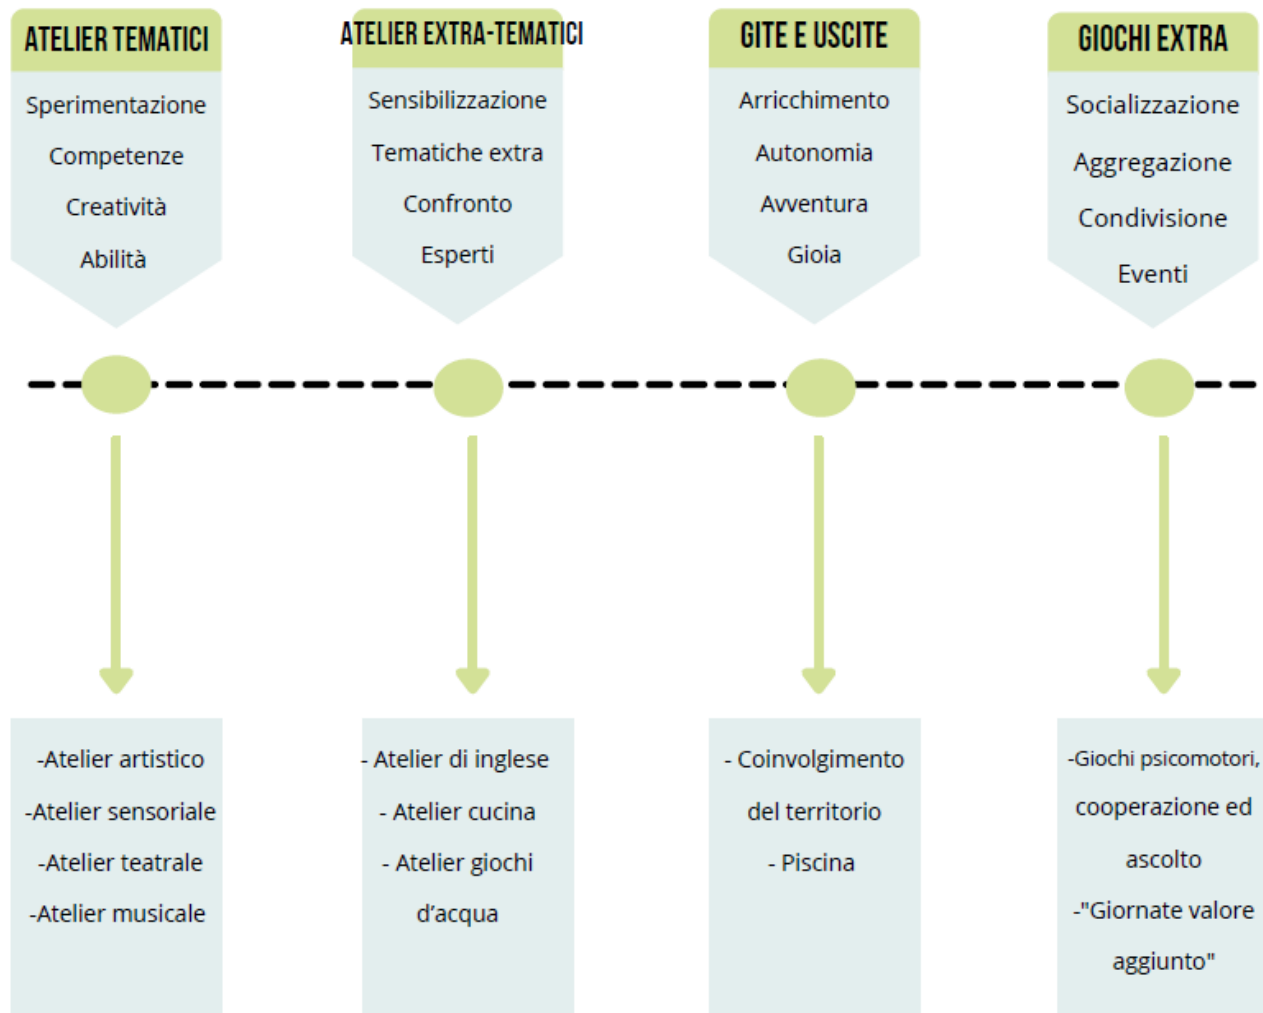 ATELIER TEMATICI
Sperimentazione
Competenze
Creatività
Abilità
ATELIER EXTRA-TEMATICI
Sensibilizzazione
Tematiche extra
Confronto
Esperti
GITE E USCITE
Arricchimento
Autonomia
Avventura
Gioia
GIOCHI EXTRA
Socializzazione
Aggregazione
Condivisione
Eventi
-Atelier artistico
-Atelier sensoriale
-Atelier teatrale
-Atelier musicale
- Atelier di inglese
- Atelier cucina
- Atelier giochi
d’acqua
- Coinvolgimento
del territorio
- Piscina
-Giochi psicomotori,
cooperazione ed
ascolto
-"Giornate valore
aggiunto"